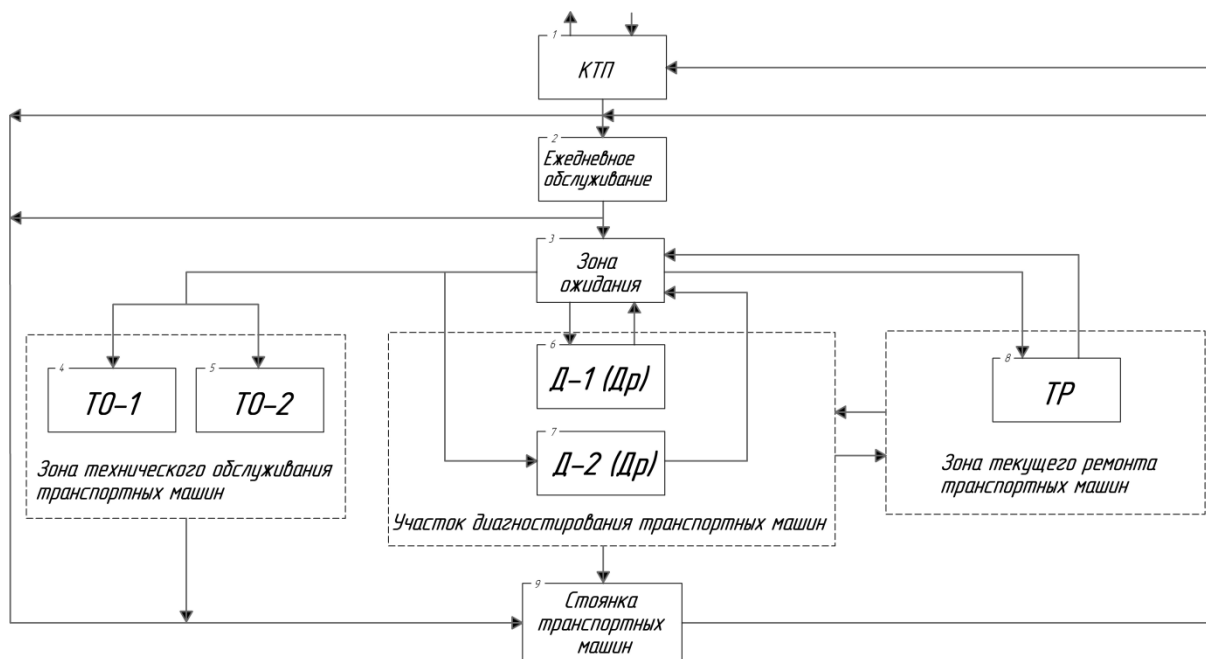 1
КТП
2
Ежедневное
обслуживание
3
Зона
ожидания
4
ТО-1
5
ТО-2
Зона технического обслуживания
транспортных машин
6
Д-1 (Др)
7
Д-2 (Др)
Участок диагностирования транспортных машин
8
ТР
Зона текущего ремонта
транспортных машин
9
Стоянка
транспортных
машин